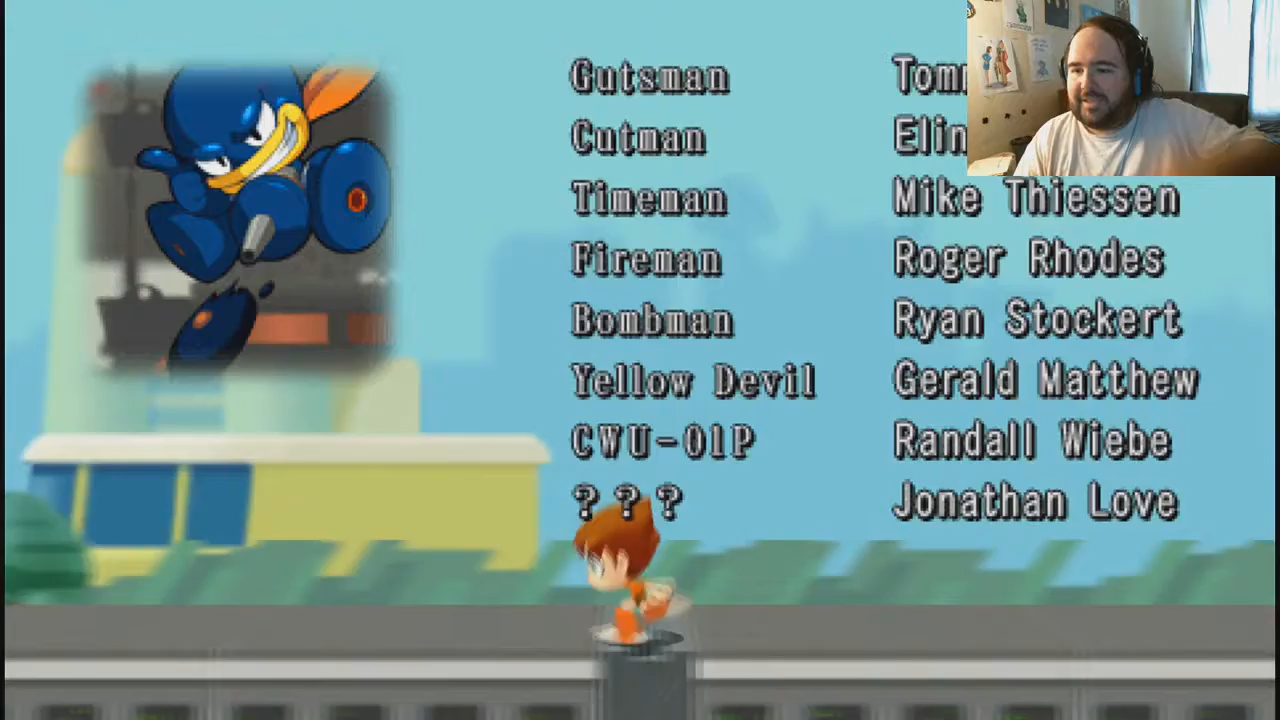 Gutsman
Cutman
Timeman Mike Thiessen
Fireman Roger Rhodes
Bombman Ryan Stockert
Yellow Devil Gerald Matthew
CWU-01P Randall Wiebe
??? Jonathan Love